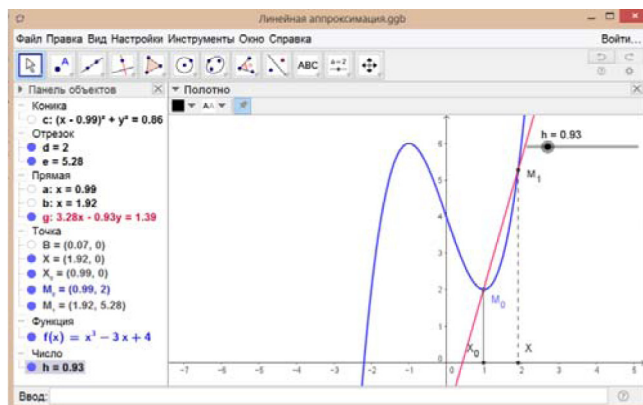 Линейная аппроксимация.ggb
Файл Правка Вид Настройки Инструменты Окно Справка Войти...
A ABC a=2
Панель объектов
Коника
c: (x - 0.99)² + y² = 0.86
Отрезок
d = 2
e = 5.28
Прямая
a: x = 0.99
b: x = 1.92
g: 3.28x - 0.93y = 1.39
Точка
B = (0.07, 0)
X = (1.92, 0)
X₀ = (0.99, 0)
M₀ = (0.99, 2)
M₁ = (1.92, 5.28)
Функция
f(x) = x³ − 3 x + 4
Число
h = 0.93
Полотно
AA
h = 0.93
6
M₁
5
4
3
2
M₀
1
X₀ X
-7 -6 -5 -4 -3 -2 -1 0 1 2 3 4 5
Ввод: